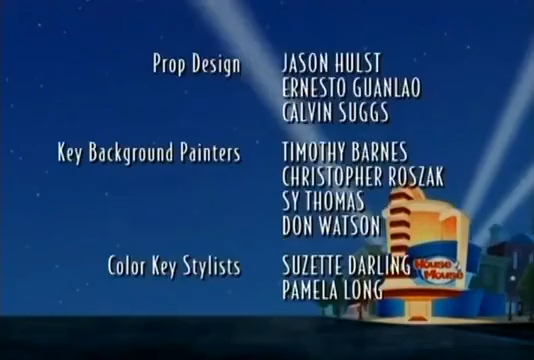 Prop Design JASON HULST
ERNESTO GUANLAO
CALVIN SUGGS
Key Background Painters TIMOTHY BARNES
CHRISTOPHER ROSZAK
SY THOMAS
DON WATSON
Color Key Stylists SUZETTE DARLING
PAMELA LONG
House
Mouse